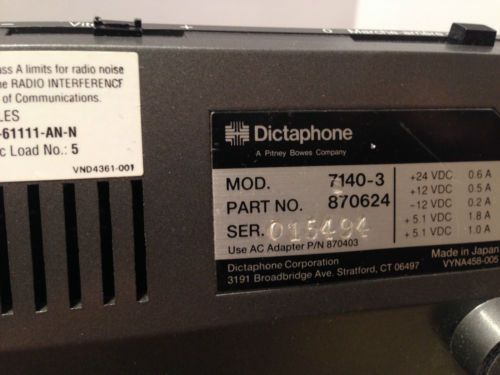 +
0
ass A limits for radio noise
he RADIO INTERFERENCE
of Communications.
LES
-61111-AN-N
c Load No.: 5
VND4361-001
Dictaphone
A Pitney Bowes Company
MOD. 7140-3
PART NO. 870624
SER. 015494
Use AC Adapter P/N 870403
Dictaphone Corporation
3191 Broadbridge Ave. Stratford, CT 06497
+24 VDC 0.6 A
+12 VDC 0.5 A
-12 VDC 0.2 A
+ 5.1 VDC 1.8 A
+ 5.1 VDC 1.0 A
Made in Japan
VYNA458-005